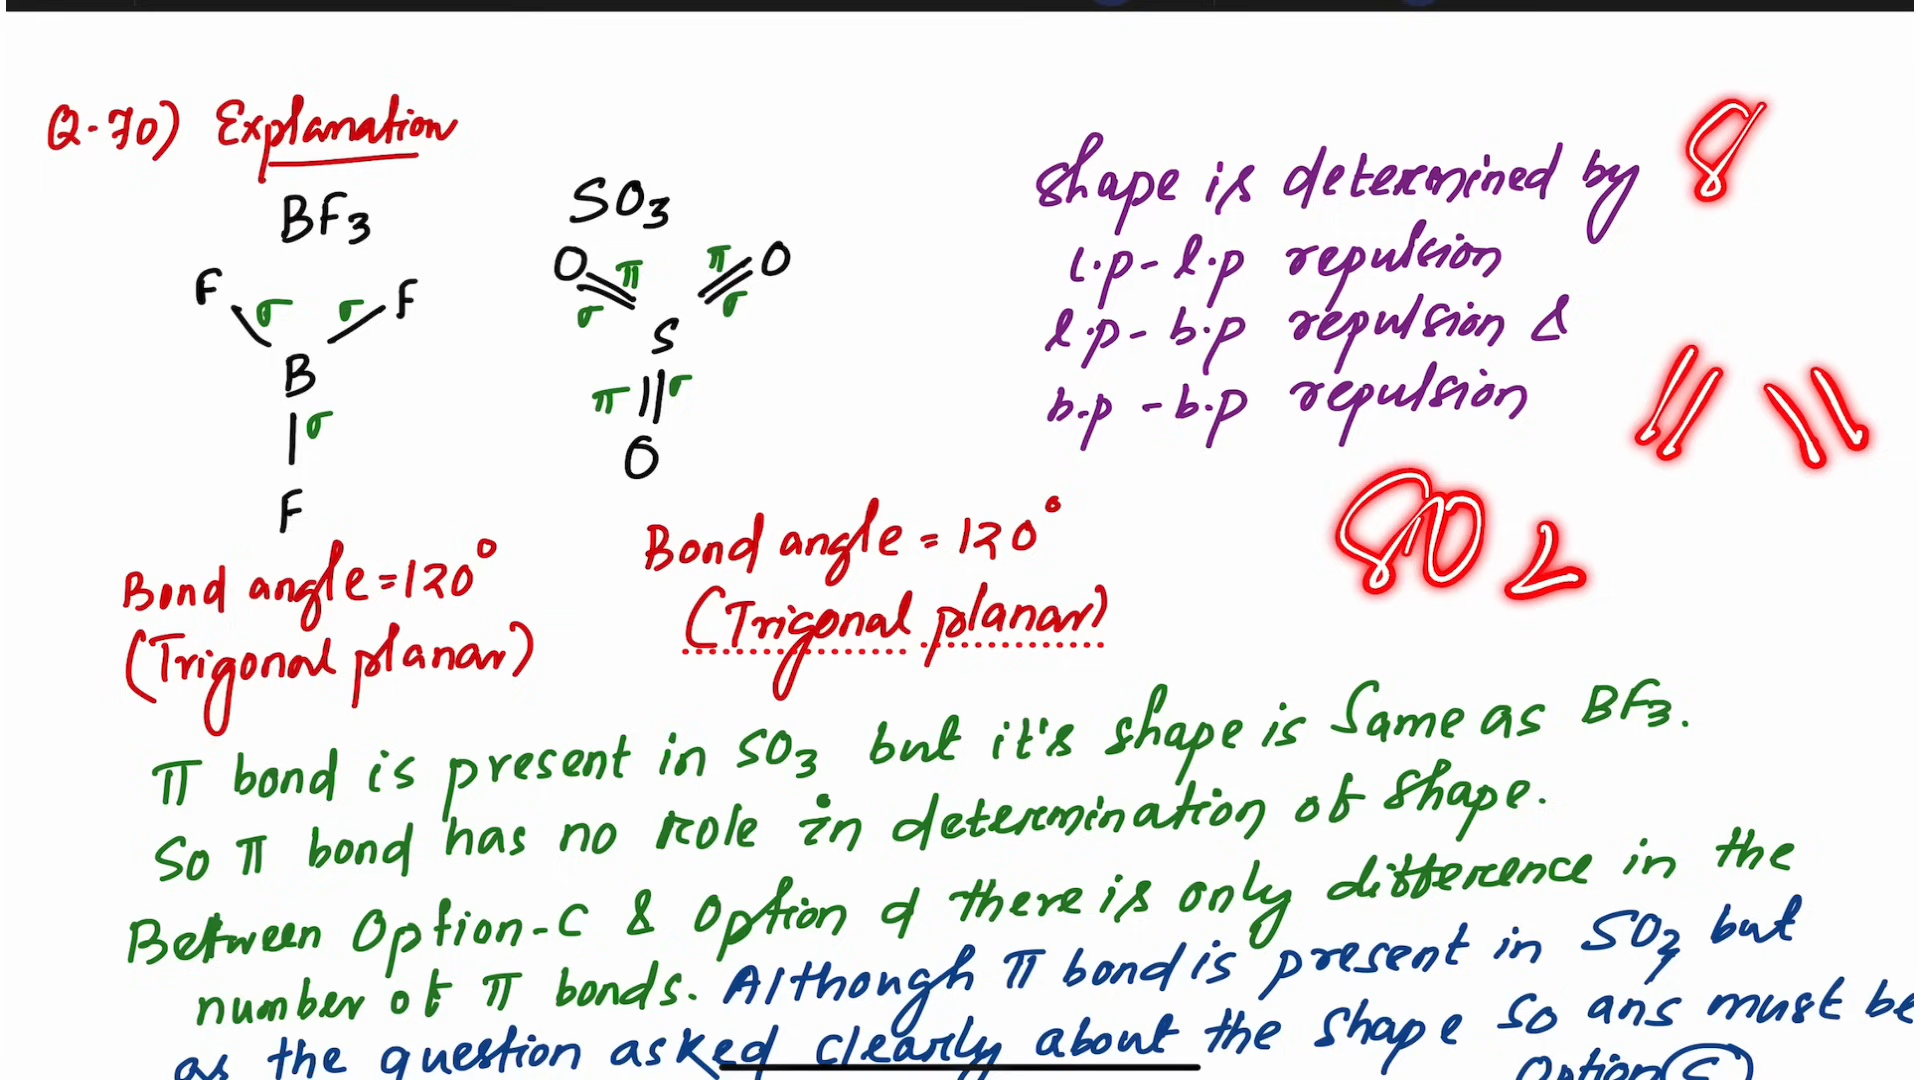 Q.70) Explanation
BF3
F σ σ F
B
σ
F
Bond angle=120°
(Trigonal planar)
SO3
O π π O
σ σ
S
π σ
O
Bond angle = 120°
(Trigonal planar)
shape is determined by
l.p - l.p repulsion
l.p - b.p repulsion &
b.p - b.p repulsion
SO2
π bond is present in SO3 but it's shape is same as BF3.
So π bond has no role in determination of shape.
Between Option-C & Option d there is only difference in the
number of π bonds. Although π bond is present in SO2 but
as the question asked clearly about the shape so ans must be
Option(C)